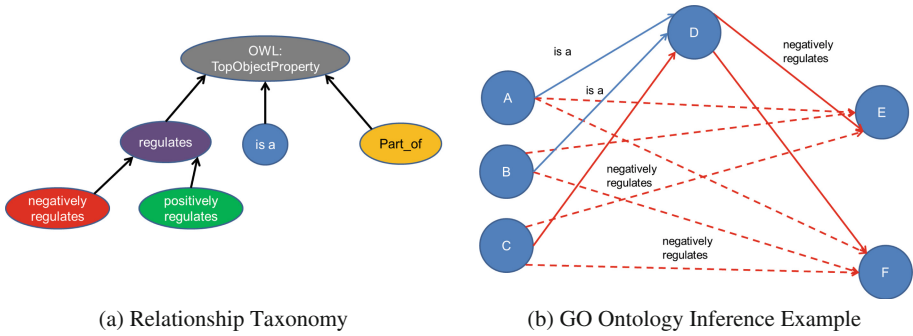 OWL:
TopObjectProperty
regulates
is a
Part_of
negatively
regulates
positively
regulates
(a) Relationship Taxonomy
D
is a
negatively
regulates
A
is a
E
B
negatively
regulates
C
negatively
regulates
F
(b) GO Ontology Inference Example